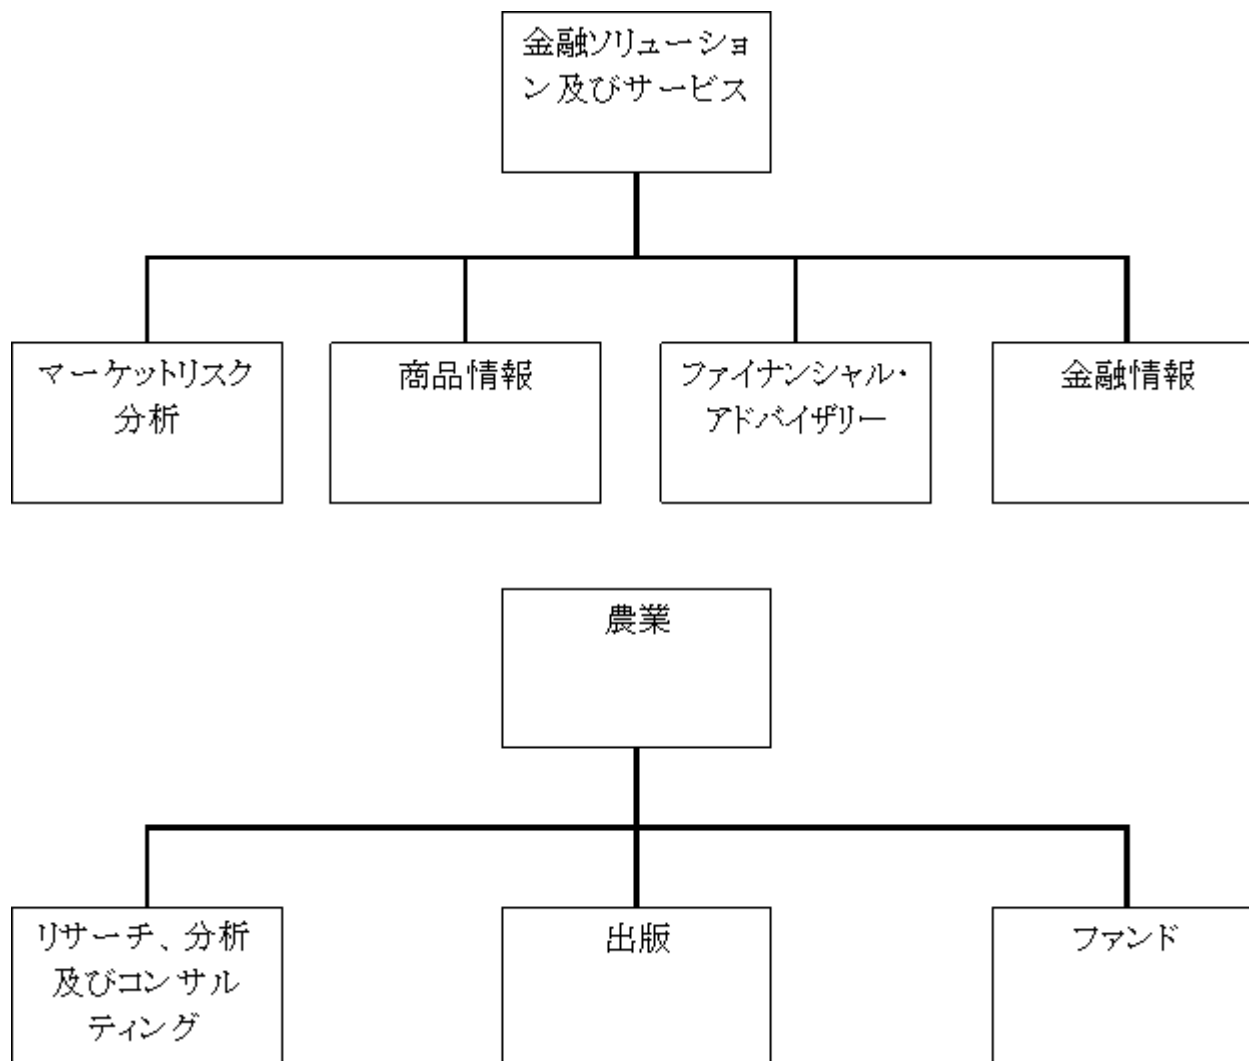 金融ソリューショ
ン及びサービス
マーケットリスク
分析
商品情報
ファイナンシャル・
アドバイザリー
金融情報
農業
リサーチ、分析
及びコンサル
ティング
出版
ファンド